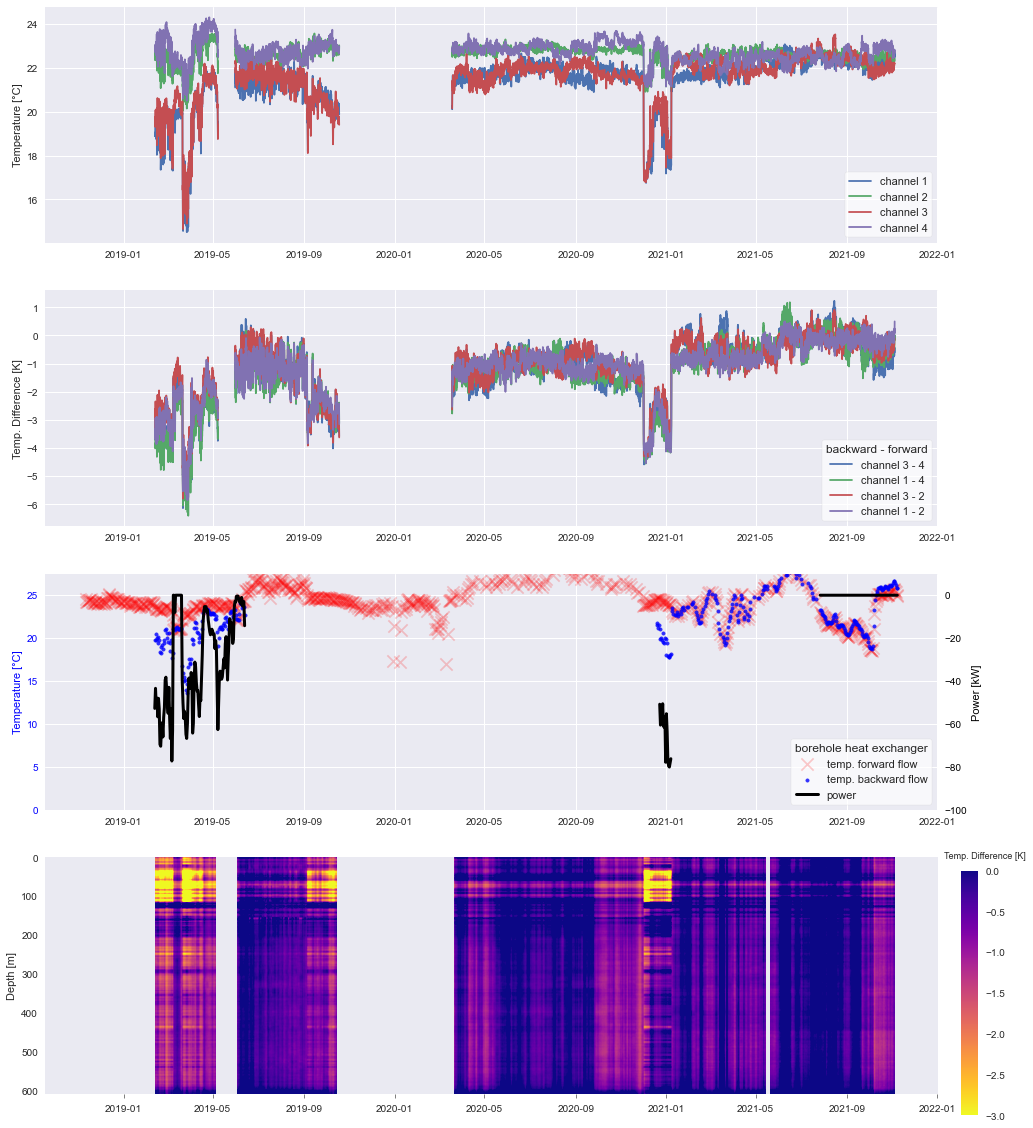 24
22
20
18
16
Temperature [°C]
channel 1
channel 2
channel 3
channel 4
2019-01 2019-05 2019-09 2020-01 2020-05 2020-09 2021-01 2021-05 2021-09 2022-01
1
0
−1
−2
−3
−4
−5
−6
Temp. Difference [K]
backward - forward
channel 3 - 4
channel 1 - 4
channel 3 - 2
channel 1 - 2
2019-01 2019-05 2019-09 2020-01 2020-05 2020-09 2021-01 2021-05 2021-09 2022-01
25
20
15
10
5
0
Temperature [°C]
0
−20
−40
−60
−80
−100
Power [kW]
borehole heat exchanger
temp. forward flow
temp. backward flow
power
2019-01 2019-05 2019-09 2020-01 2020-05 2020-09 2021-01 2021-05 2021-09 2022-01
0
100
200
300
400
500
600
Depth [m]
2019-01 2019-05 2019-09 2020-01 2020-05 2020-09 2021-01 2021-05 2021-09 2022-01
Temp. Difference [K]
0.0
−0.5
−1.0
−1.5
−2.0
−2.5
−3.0